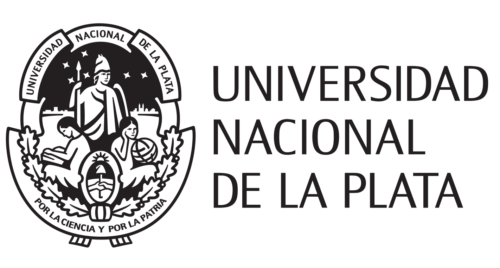 UNIVERSIDAD NACIONAL DE LA PLATA
POR LA CIENCIA Y POR LA PATRIA
UNIVERSIDAD
NACIONAL
DE LA PLATA